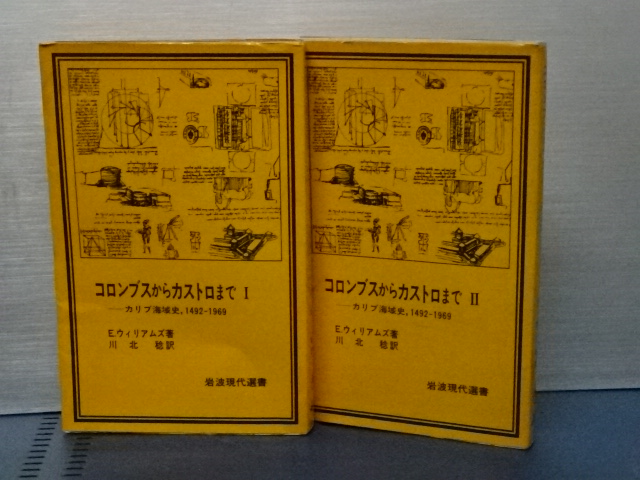 コロンブスからカストロまで I
――カリブ海域史,1492-1969
E.ウィリアムズ著
川北 稔訳
岩波現代選書
コロンブスからカストロまで II
――カリブ海域史,1492-1969
E.ウィリアムズ著
川北 稔訳
岩波現代選書